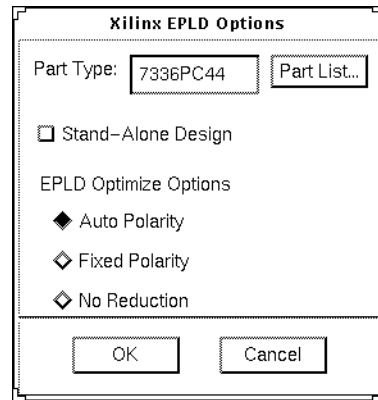 Xilinx EPLD Options
Part Type: 7336PC44 Part List...
Stand-Alone Design
EPLD Optimize Options
Auto Polarity
Fixed Polarity
No Reduction
OK Cancel